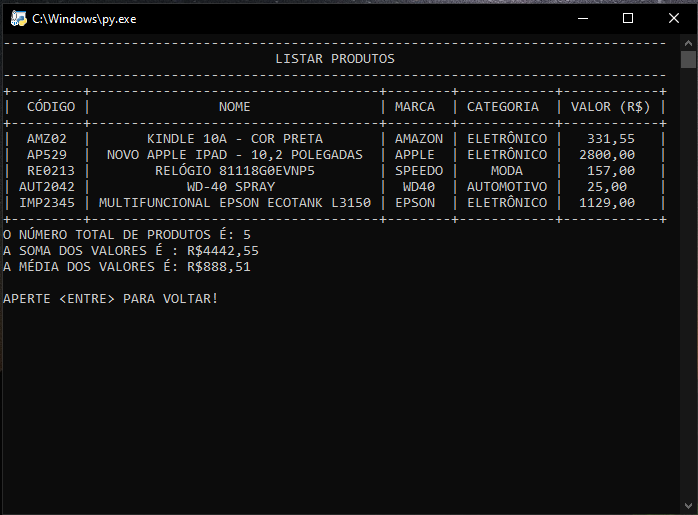 C:\Windows\py.exe
LISTAR PRODUTOS
CÓDIGO | NOME | MARCA | CATEGORIA | VALOR (R$)
AMZ02 | KINDLE 10A - COR PRETA | AMAZON | ELETRÔNICO | 331,55
AP529 | NOVO APPLE IPAD - 10,2 POLEGADAS | APPLE | ELETRÔNICO | 2800,00
RE0213 | RELÓGIO 81118G0EVNP5 | SPEEDO | MODA | 157,00
AUT2042 | WD-40 SPRAY | WD40 | AUTOMOTIVO | 25,00
IMP2345 | MULTIFUNCIONAL EPSON ECOTANK L3150 | EPSON | ELETRÔNICO | 1129,00
O NÚMERO TOTAL DE PRODUTOS É: 5
A SOMA DOS VALORES É : R$4442,55
A MÉDIA DOS VALORES É: R$888,51
APERTE <ENTRE> PARA VOLTAR!